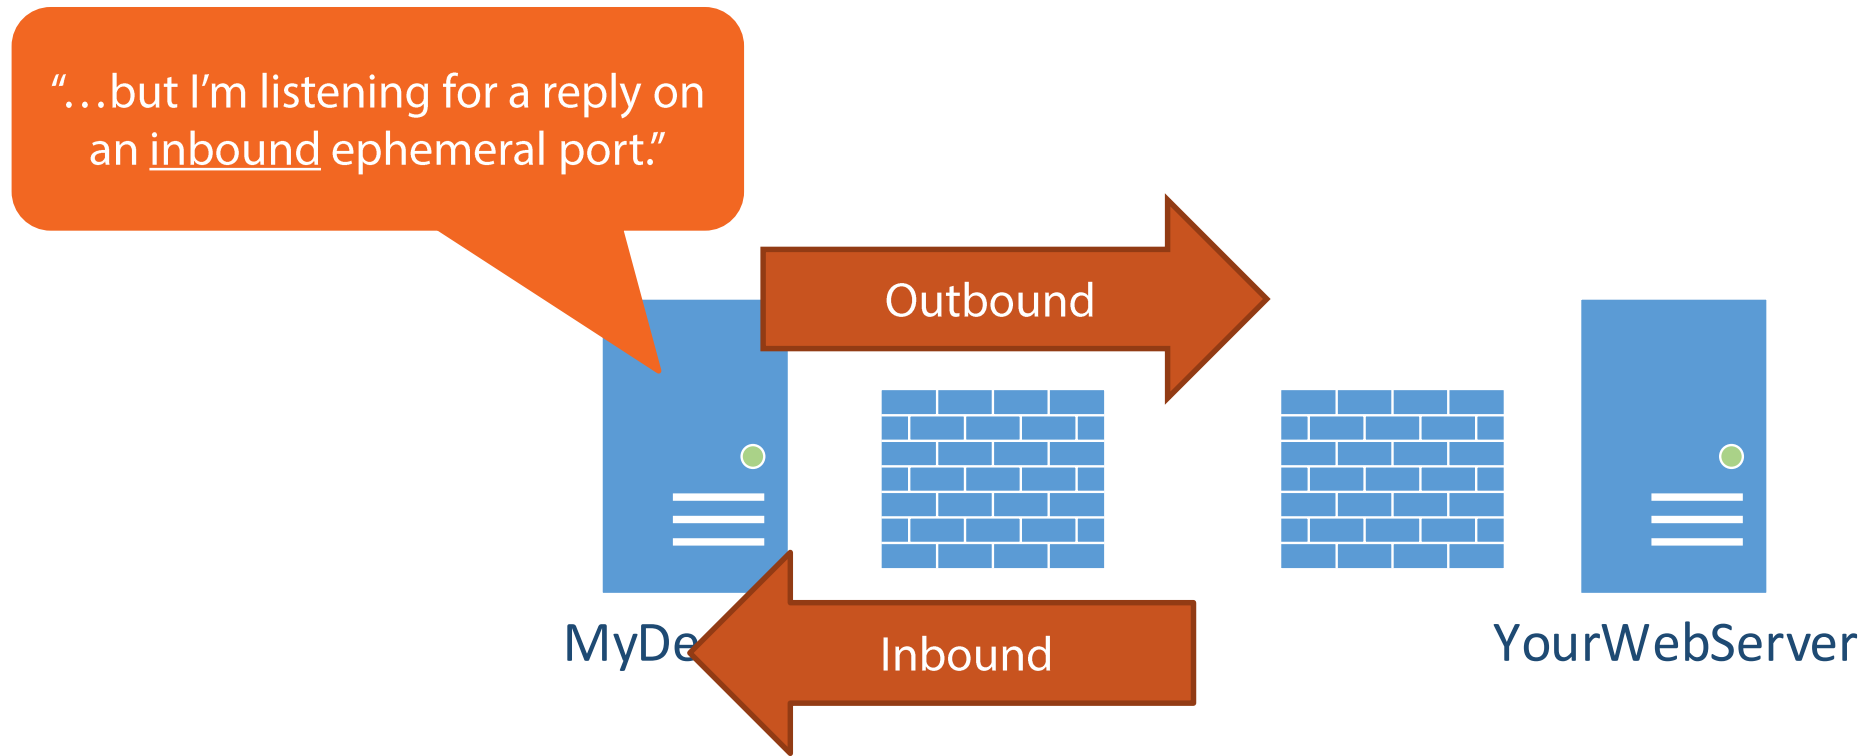 “…but I’m listening for a reply on
an inbound ephemeral port.”
Outbound
MyDe
Inbound
YourWebServer